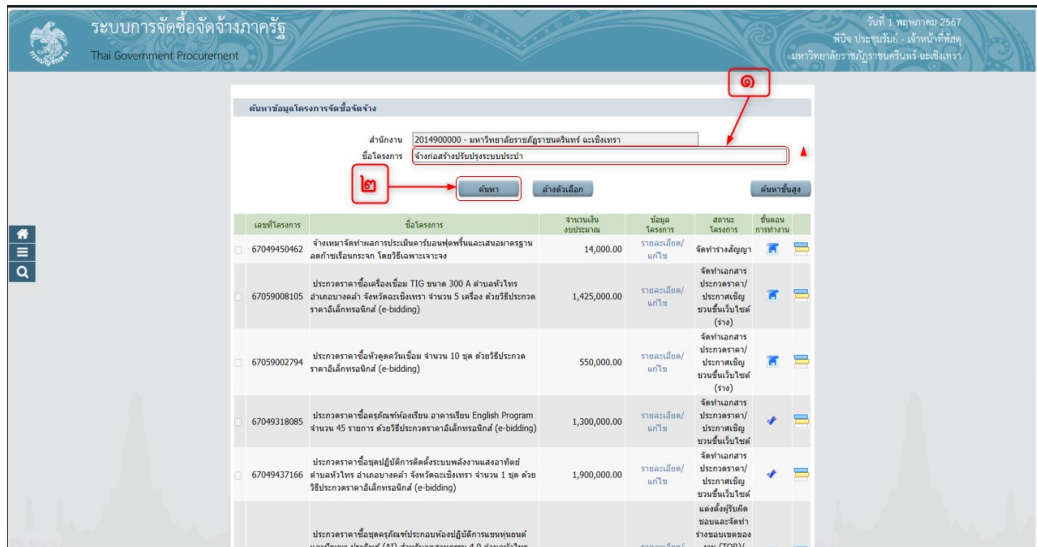 ระบบการจัดซื้อจัดจ้างภาครัฐ
Thai Government Procurement
วันที่ 1 พฤษภาคม 2567
พินิจ ประชุมรัมย์ - เจ้าหน้าที่พัสดุ
มหาวิทยาลัยราชภัฏราชนครินทร์ ฉะเชิงเทรา
๑
ค้นหาข้อมูลโครงการจัดซื้อจัดจ้าง
สำนักงาน 2014900000 - มหาวิทยาลัยราชภัฏราชนครินทร์ ฉะเชิงเทรา
ชื่อโครงการ จ้างก่อสร้างปรับปรุงระบบประปา
๒
ค้นหา ล้างตัวเลือก ค้นหาขั้นสูง
เลขที่โครงการ ชื่อโครงการ จำนวนเงิน งบประมาณ ข้อมูล โครงการ สถานะ โครงการ ขั้นตอน การทำงาน
67049450462 จ้างเหมาจัดทำผลการประเมินคาร์บอนฟุตพริ้นและเสนอมาตรฐาน
ลดก๊าซเรือนกระจก โดยวิธีเฉพาะเจาะจง
14,000.00
รายละเอียด/
แก้ไข
จัดทำร่างสัญญา
67059008105
ประกวดราคาซื้อเครื่องเชื่อม TIG ขนาด 300 A ตำบลหัวไทร
อำเภอบางคล้า จังหวัดฉะเชิงเทรา จำนวน 5 เครื่อง ด้วยวิธีประกวด
ราคาอิเล็กทรอนิกส์ (e-bidding)
1,425,000.00
รายละเอียด/
แก้ไข
จัดทำเอกสาร
ประกวดราคา/
ประกาศเชิญ
ชวนขึ้นเว็บไซต์
(ร่าง)
67059002794
ประกวดราคาซื้อหัวดูดควันเชื่อม จำนวน 10 ชุด ด้วยวิธีประกวด
ราคาอิเล็กทรอนิกส์ (e-bidding)
550,000.00
รายละเอียด/
แก้ไข
จัดทำเอกสาร
ประกวดราคา/
ประกาศเชิญ
ชวนขึ้นเว็บไซต์
(ร่าง)
67049318085
ประกวดราคาซื้อครุภัณฑ์ห้องเรียน อาคารเรียน English Program
จำนวน 45 รายการ ด้วยวิธีประกวดราคาอิเล็กทรอนิกส์ (e-bidding)
1,300,000.00
รายละเอียด/
แก้ไข
จัดทำเอกสาร
ประกวดราคา/
ประกาศเชิญ
ชวนขึ้นเว็บไซต์
67049437166
ประกวดราคาซื้อชุดปฏิบัติการติดตั้งระบบพลังงานแสงอาทิตย์
ตำบลหัวไทร อำเภอบางคล้า จังหวัดฉะเชิงเทรา จำนวน 1 ชุด ด้วย
วิธีประกวดราคาอิเล็กทรอนิกส์ (e-bidding)
1,900,000.00
รายละเอียด/
แก้ไข
จัดทำเอกสาร
ประกวดราคา/
ประกาศเชิญ
ชวนขึ้นเว็บไซต์
ประกวดราคาซื้อชุดครุภัณฑ์ประกอบห้องปฏิบัติการแขนหุ่นยนต์
แต่งตั้งผู้รับผิด
ชอบและจัดทำ
ร่างขอบเขตของ
งาน (TOR)/